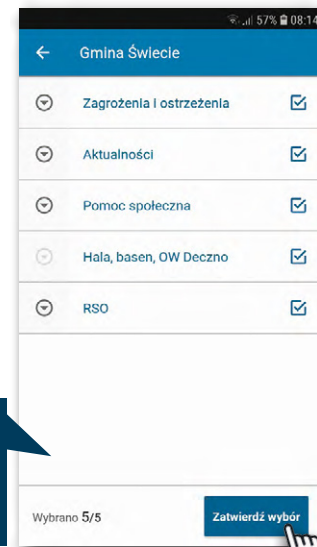 57% 08:14
Gmina Świecie
Zagrożenia i ostrzeżenia
Aktualności
Pomoc społeczna
Hala, basen, OW Deczno
RSO
Wybrano 5/5
Zatwierdź wybór